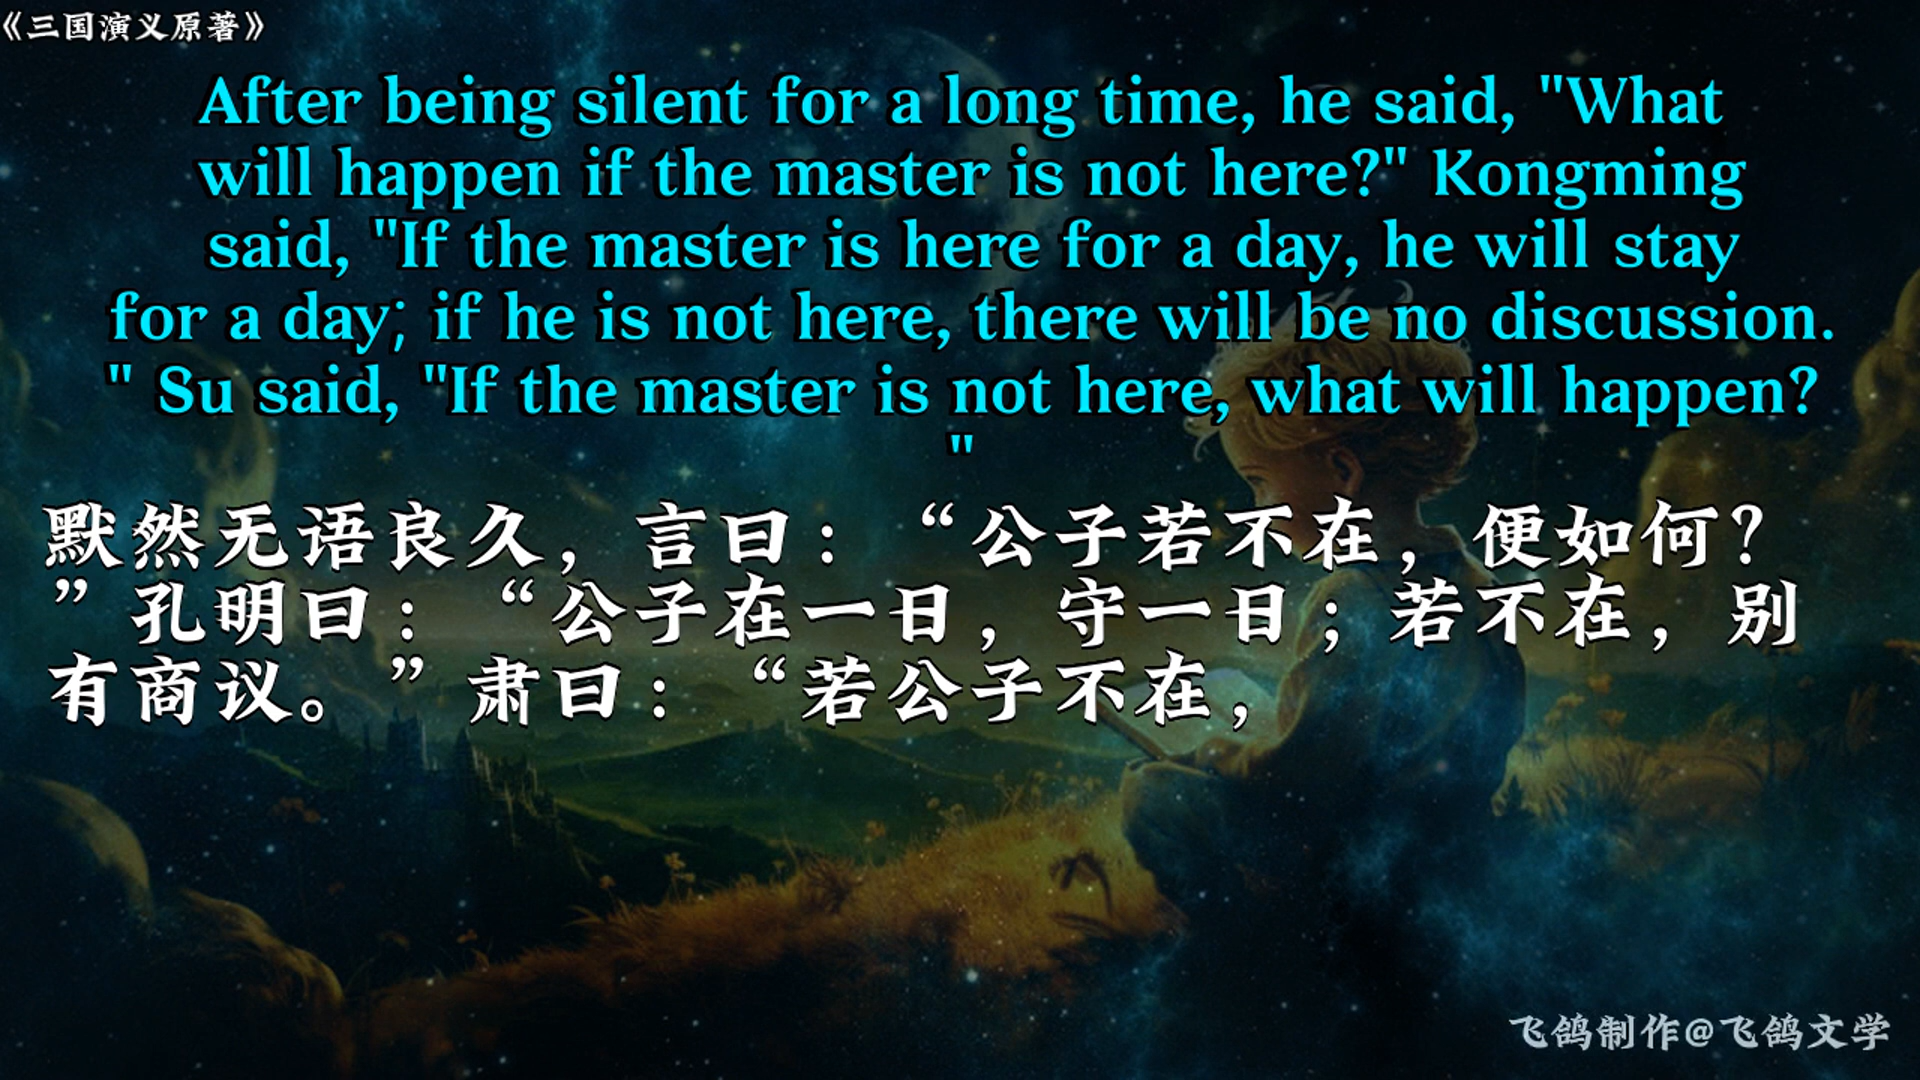 《三国演义原著》
After being silent for a long time, he said, "What
will happen if the master is not here?" Kongming
said, "If the master is here for a day, he will stay
for a day; if he is not here, there will be no discussion.
" Su said, "If the master is not here, what will happen?
"
默然无语良久，言曰：“公子若不在，便如何？
”孔明曰：“公子在一日，守一日；若不在，别
有商议。”肃曰：“若公子不在，
飞鸽制作@飞鸽文学